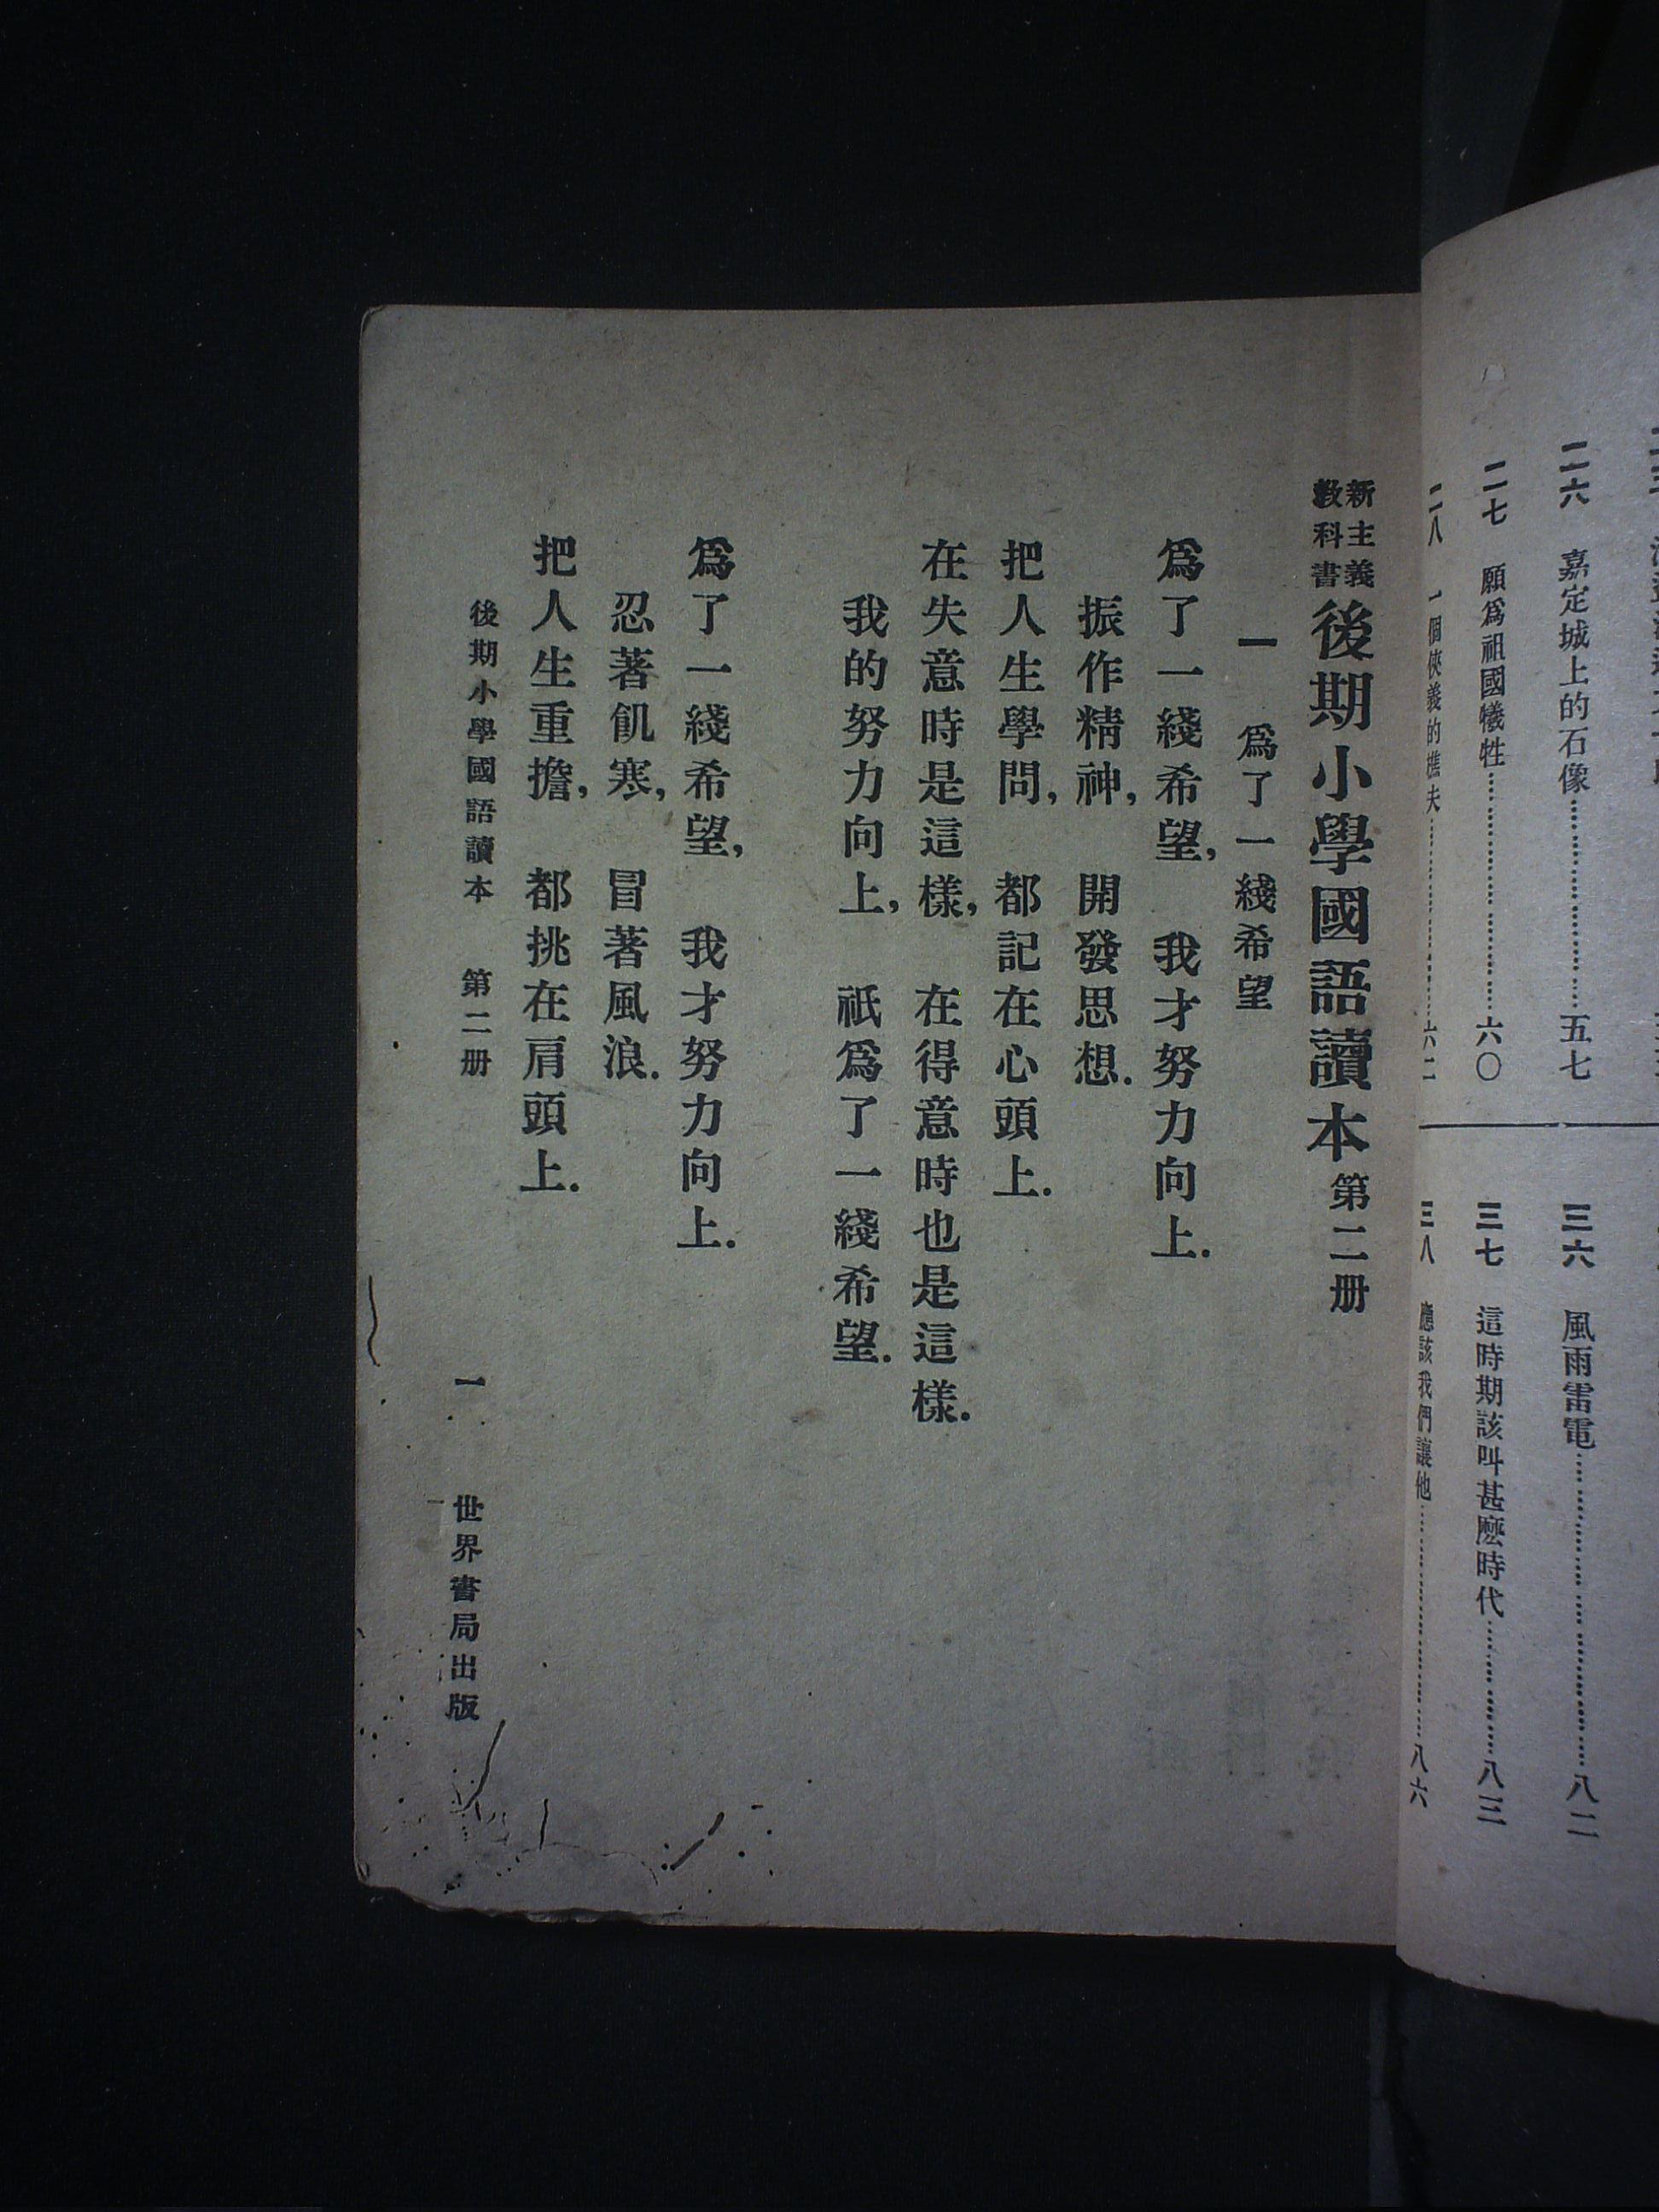 二六　嘉定城上的石像……五七
二七　願爲祖國犧牲……六〇
二八　一個俠義的樵夫……六二
三六　風雨雷電……八二
三七　這時期該叫甚麽時代……八三
三八　應該我們讓他……八六
新主義教科書　後期小學國語讀本　第二册
一　爲了一綫希望
爲了一綫希望,　我才努力向上.
振作精神,　開發思想.
把人生學問,　都記在心頭上.
在失意時是這樣,　在得意時也是這樣.
我的努力向上,　祇爲了一綫希望.
爲了一綫希望,　我才努力向上.
忍著飢寒,　冒著風浪.
把人生重擔,　都挑在肩頭上.
後期小學國語讀本　第二册　一　世界書局出版